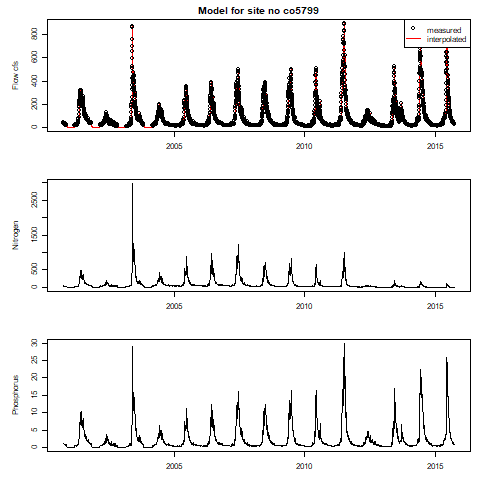 Model for site no co5799
measured
interpolated
Flow cfs
0 200 400 600 800
2005 2010 2015
Nitrogen
0 500 1500 2500
2005 2010 2015
Phosphorus
0 5 10 15 20 25 30
2005 2010 2015